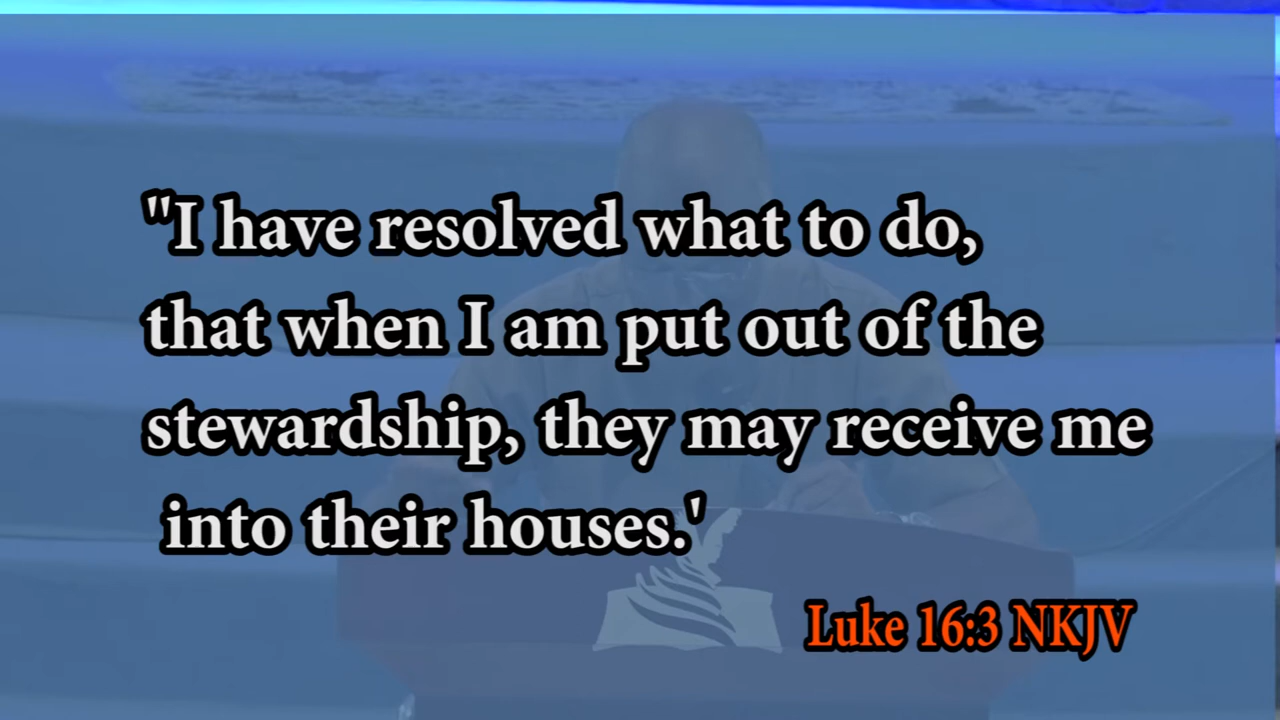 "I have resolved what to do,
that when I am put out of the
stewardship, they may receive me
into their houses.'
Luke 16:3 NKJV